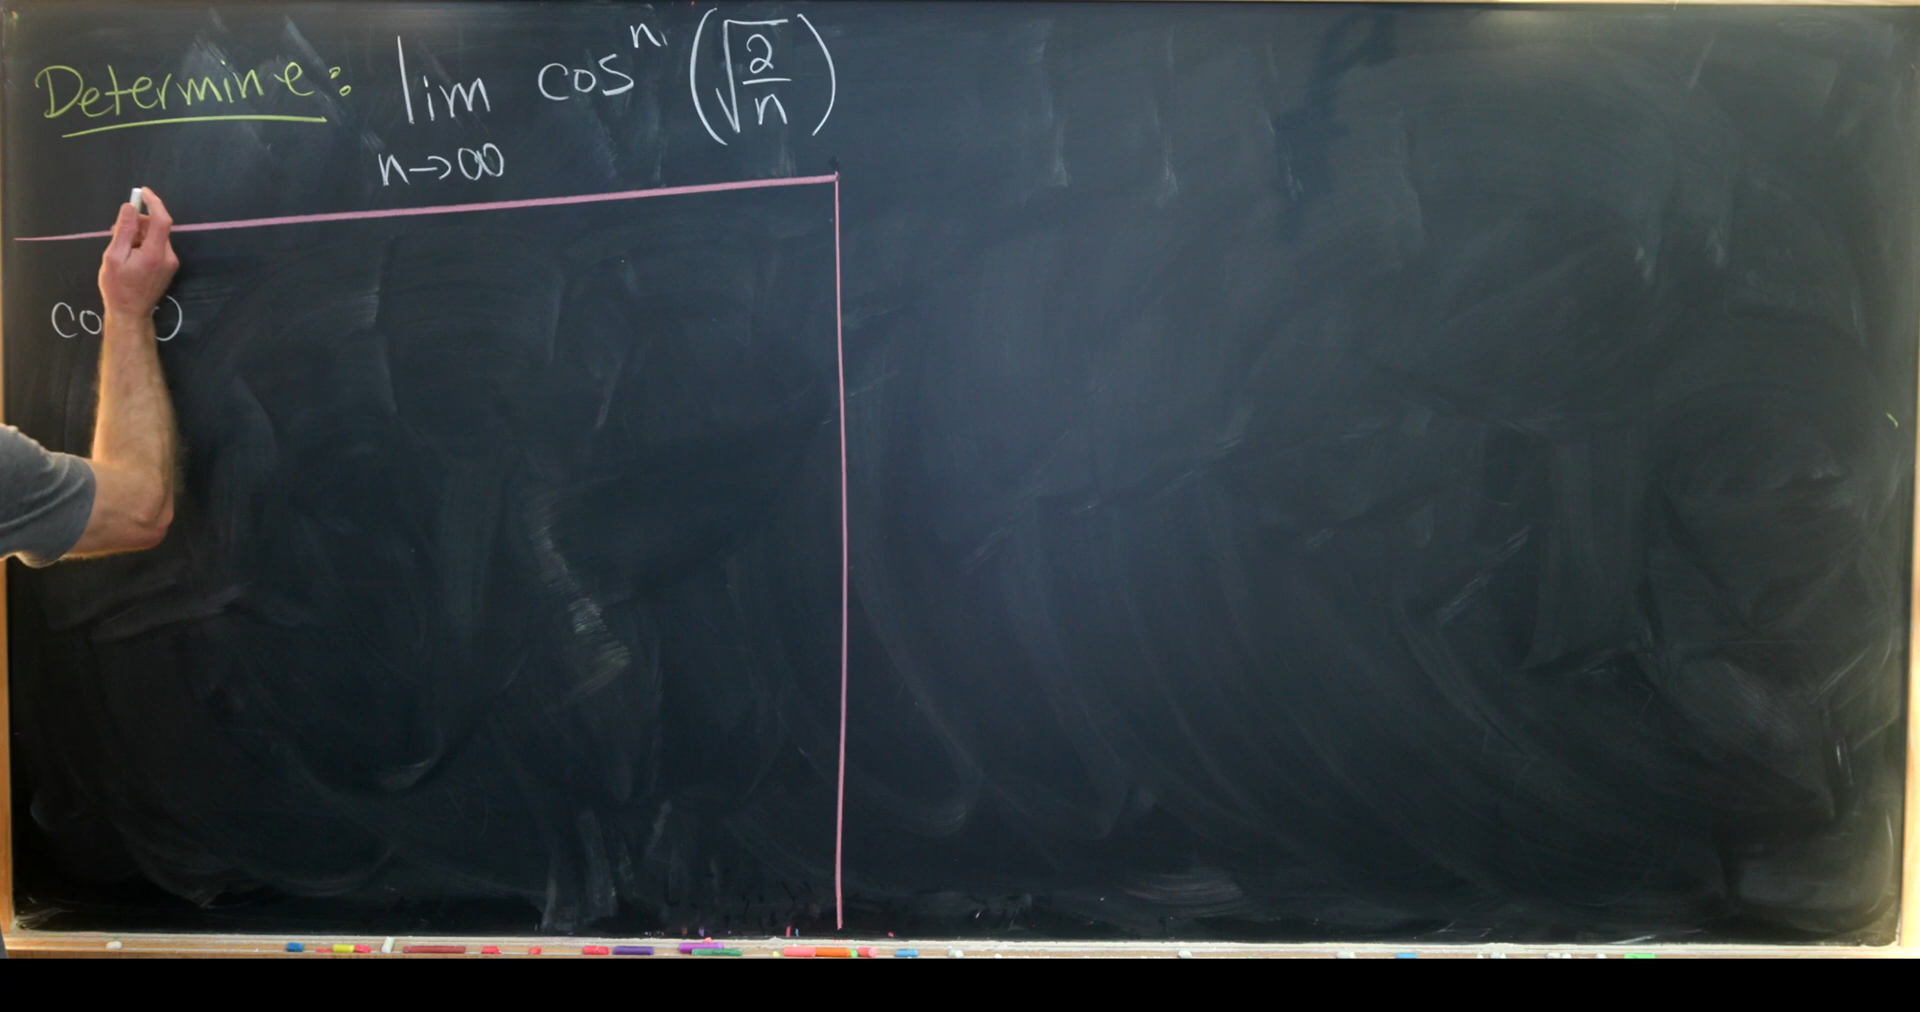 Determine: lim cos^n (√(2/n))
n→∞